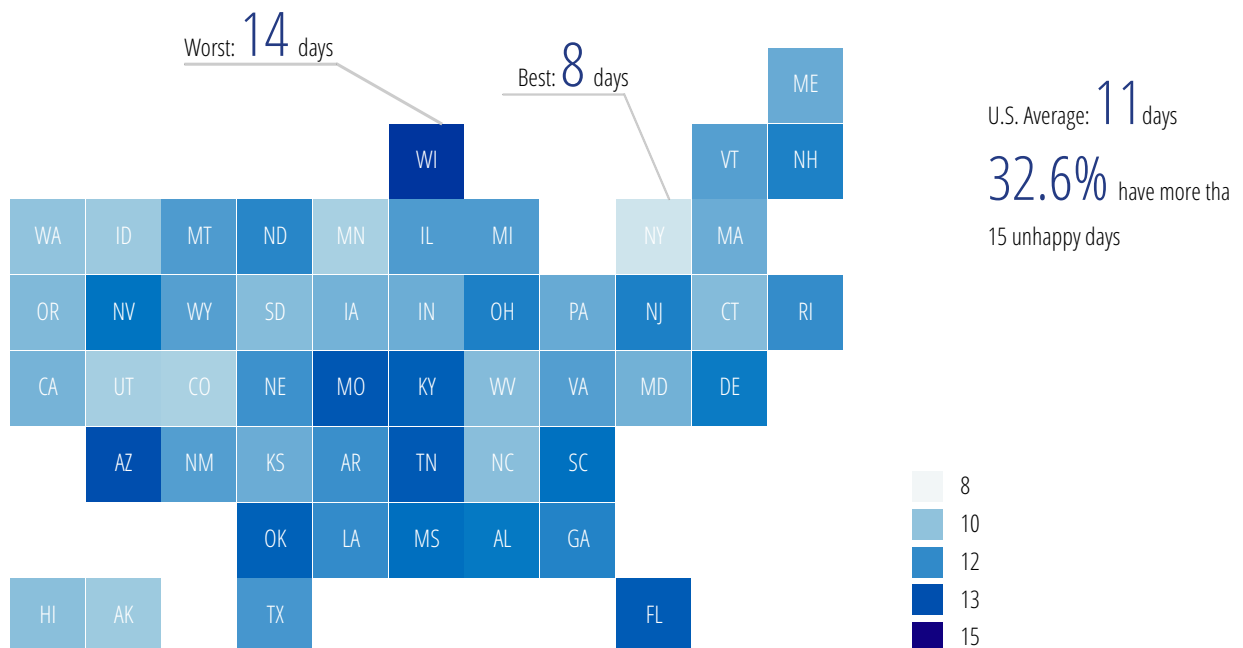 Worst: 14 days
Best: 8 days
ME
U.S. Average: 11 days
WI
VT
NH
32.6% have more tha
15 unhappy days
WA
ID
MT
ND
MN
IL
MI
NY
MA
OR
NV
WY
SD
IA
IN
OH
PA
NJ
CT
RI
CA
UT
CO
NE
MO
KY
WV
VA
MD
DE
AZ
NM
KS
AR
TN
NC
SC
OK
LA
MS
AL
GA
HI
AK
TX
FL
8
10
12
13
15